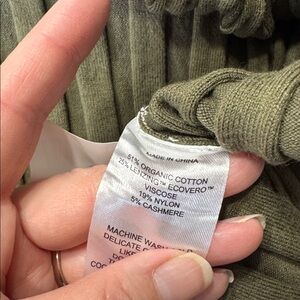 MADE IN CHINA
51% ORGANIC COTTON
25% LENZING™ ECOVERO™
VISCOSE
19% NYLON
5% CASHMERE
MACHINE WASH
DELICATE